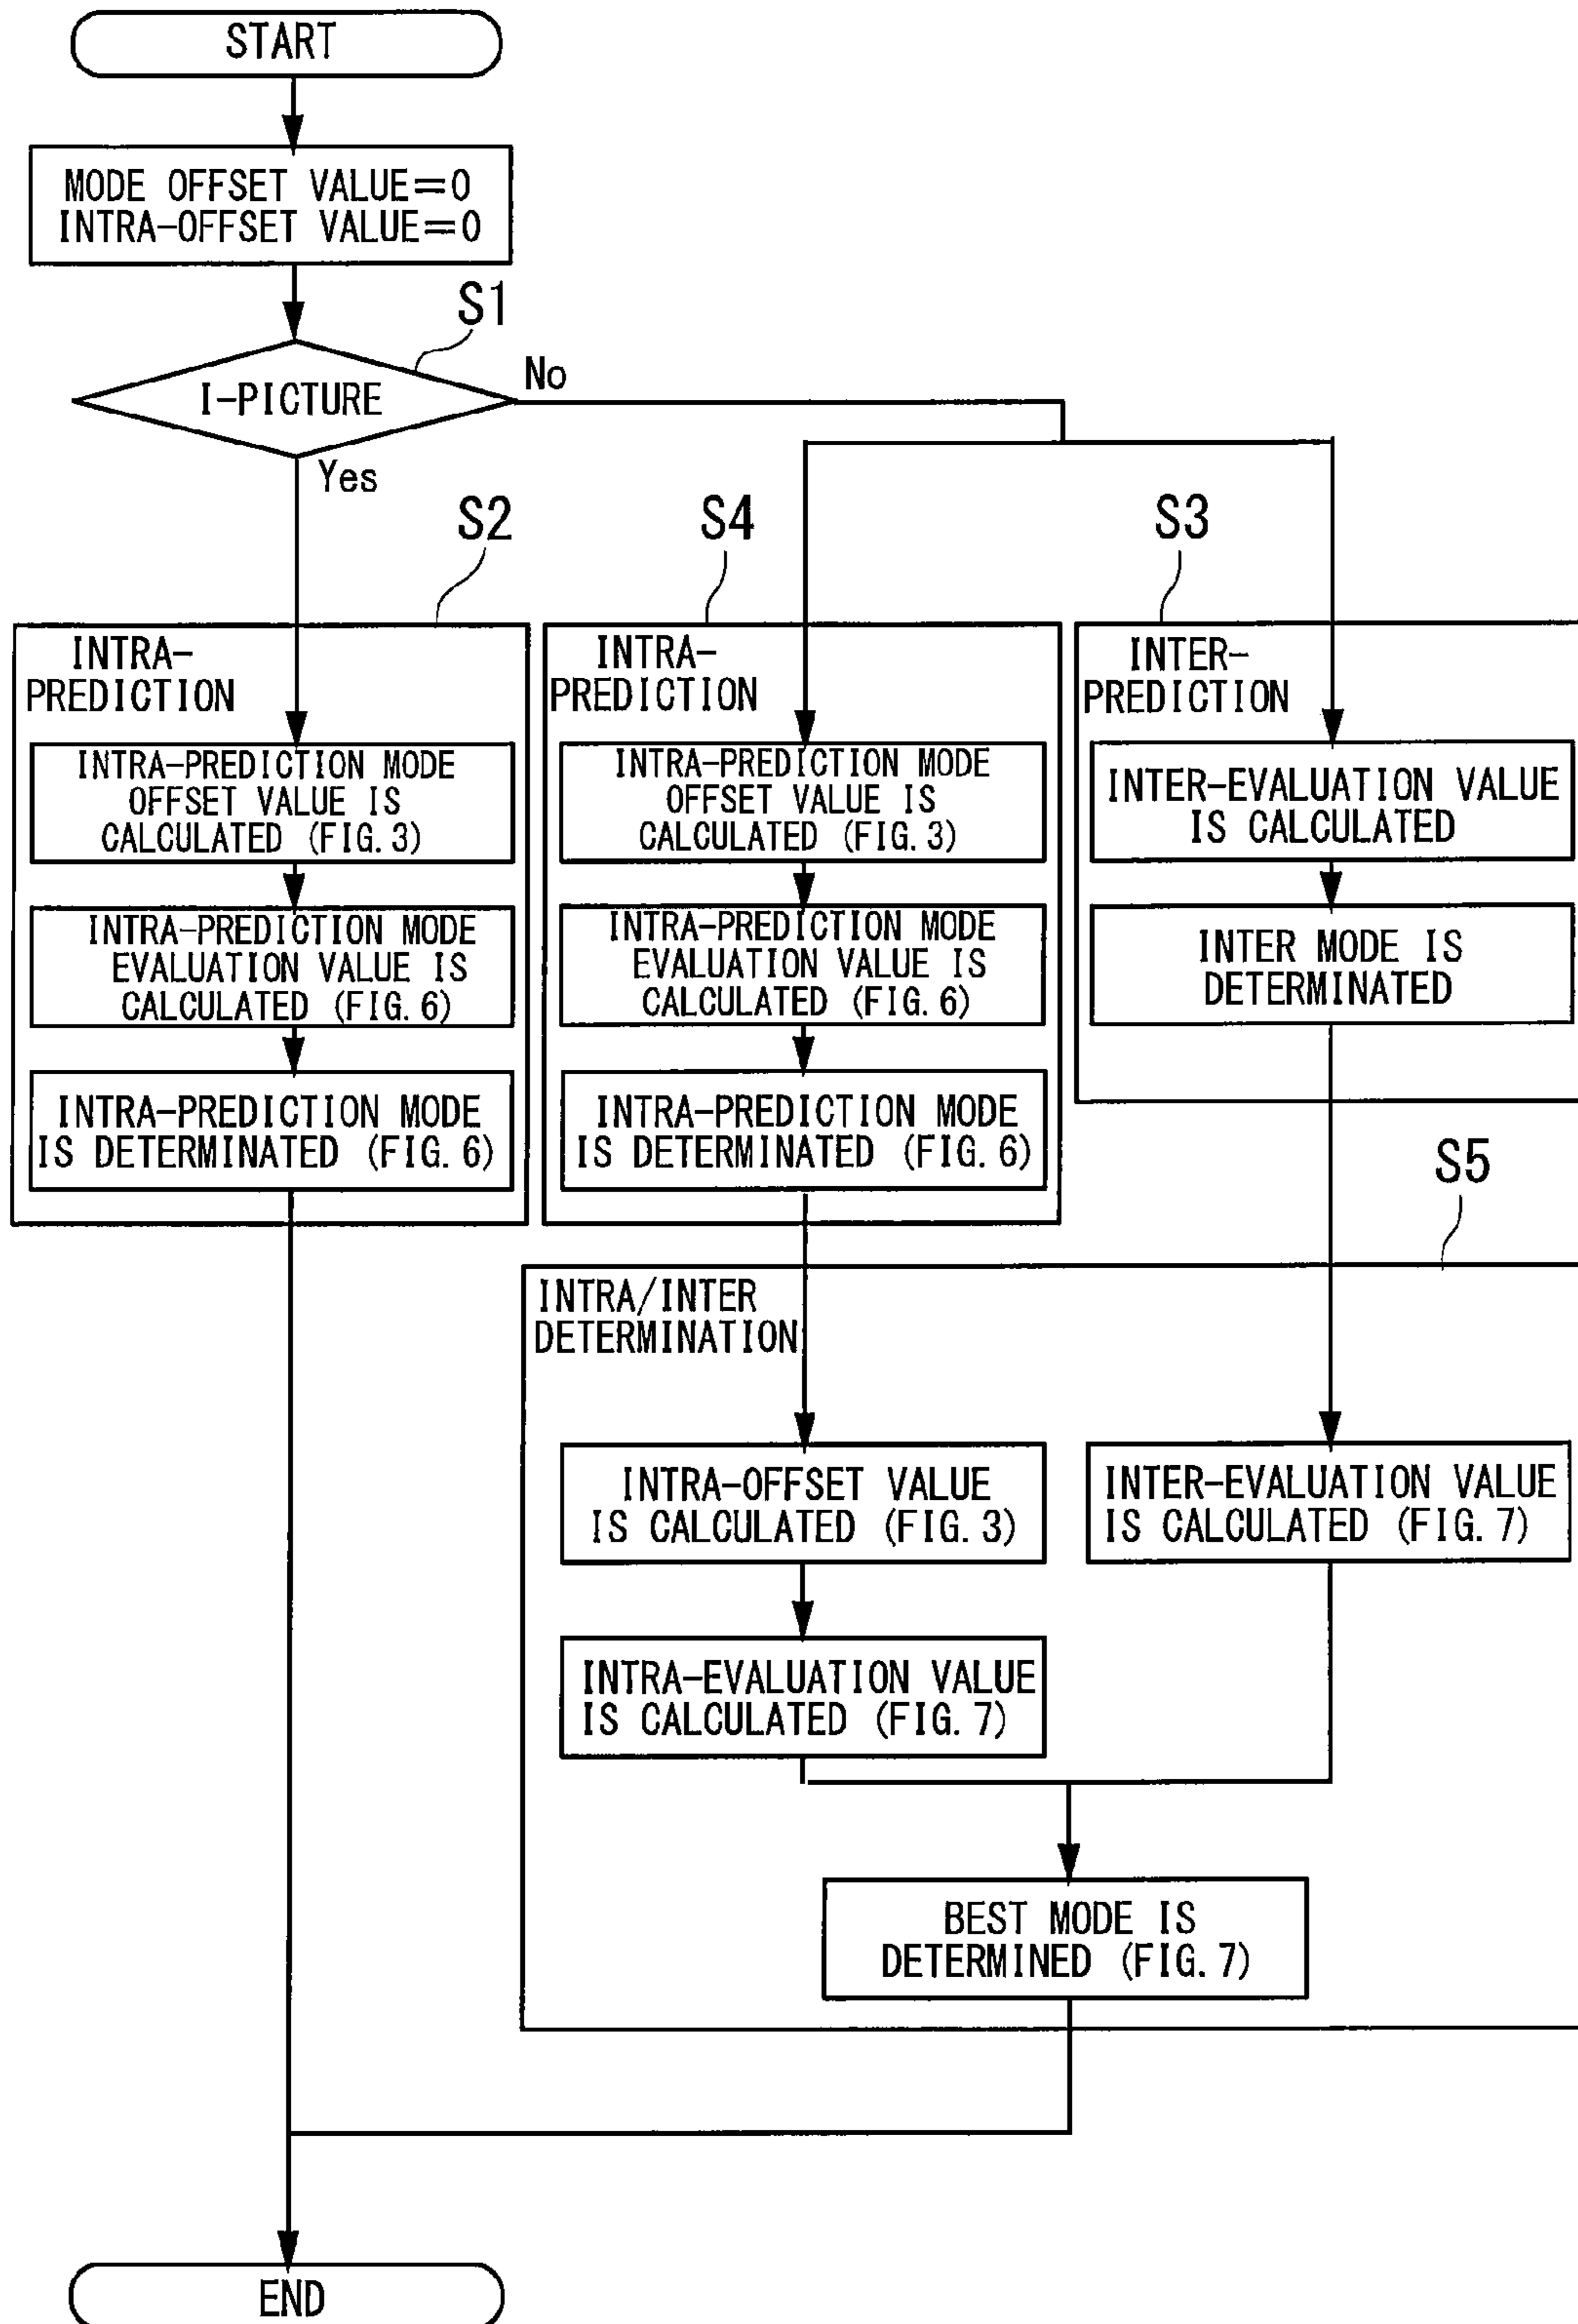 START
MODE OFFSET VALUE=0
INTRA-OFFSET VALUE=0
S1
I-PICTURE
No
Yes
S2
S4
S3
INTRA-
PREDICTION
INTRA-PREDICTION MODE
OFFSET VALUE IS
CALCULATED (FIG. 3)
INTRA-PREDICTION MODE
EVALUATION VALUE IS
CALCULATED (FIG. 6)
INTRA-PREDICTION MODE
IS DETERMINATED (FIG. 6)
INTRA-
PREDICTION
INTRA-PREDICTION MODE
OFFSET VALUE IS
CALCULATED (FIG. 3)
INTRA-PREDICTION MODE
EVALUATION VALUE IS
CALCULATED (FIG. 6)
INTRA-PREDICTION MODE
IS DETERMINATED (FIG. 6)
INTER-
PREDICTION
INTER-EVALUATION VALUE
IS CALCULATED
INTER MODE IS
DETERMINATED
S5
INTRA/INTER
DETERMINATION
INTRA-OFFSET VALUE
IS CALCULATED (FIG. 3)
INTER-EVALUATION VALUE
IS CALCULATED (FIG. 7)
INTRA-EVALUATION VALUE
IS CALCULATED (FIG. 7)
BEST MODE IS
DETERMINED (FIG. 7)
END